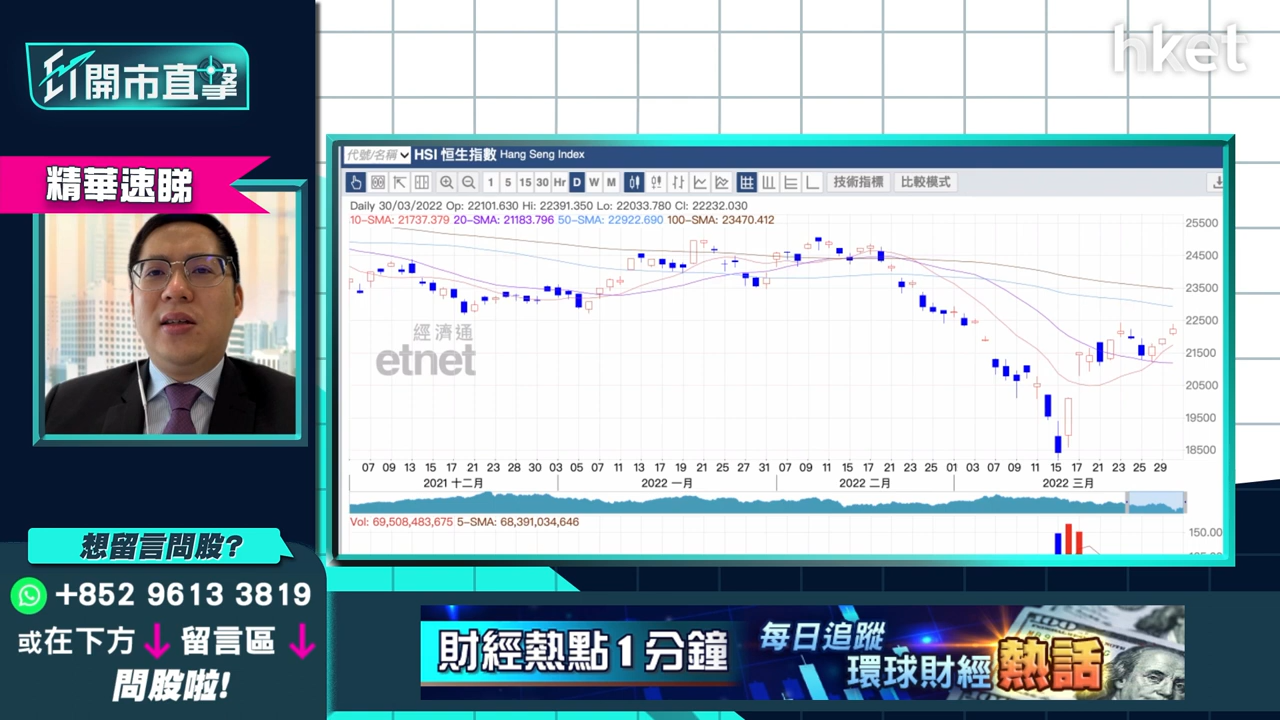 hket
ET開市直擊
精華速睇
代號/名稱 HSI 恒生指數 Hang Seng Index
1 5 15 30 Hr D W M 技術指標 比較模式
Daily 30/03/2022 Op: 22101.630 Hi: 22391.350 Lo: 22033.780 Cl: 22232.030
10-SMA: 21737.379 20-SMA: 21183.796 50-SMA: 22922.690 100-SMA: 23470.412
25500
24500
23500
22500
21500
20500
19500
18500
經濟通
etnet
07 09 13 15 17 21 23 28 30 03 05 07 11 13 17 19 21 25 27 31 07 09 11 15 17 21 23 25 01 03 07 09 11 15 17 21 23 25 29
2021 十二月 2022 一月 2022 二月 2022 三月
Vol: 69,508,483,675 5-SMA: 68,391,034,646
150.00
想留言問股?
+852 9613 3819
或在下方 留言區
問股啦!
財經熱點1分鐘
每日追蹤
環球財經熱話